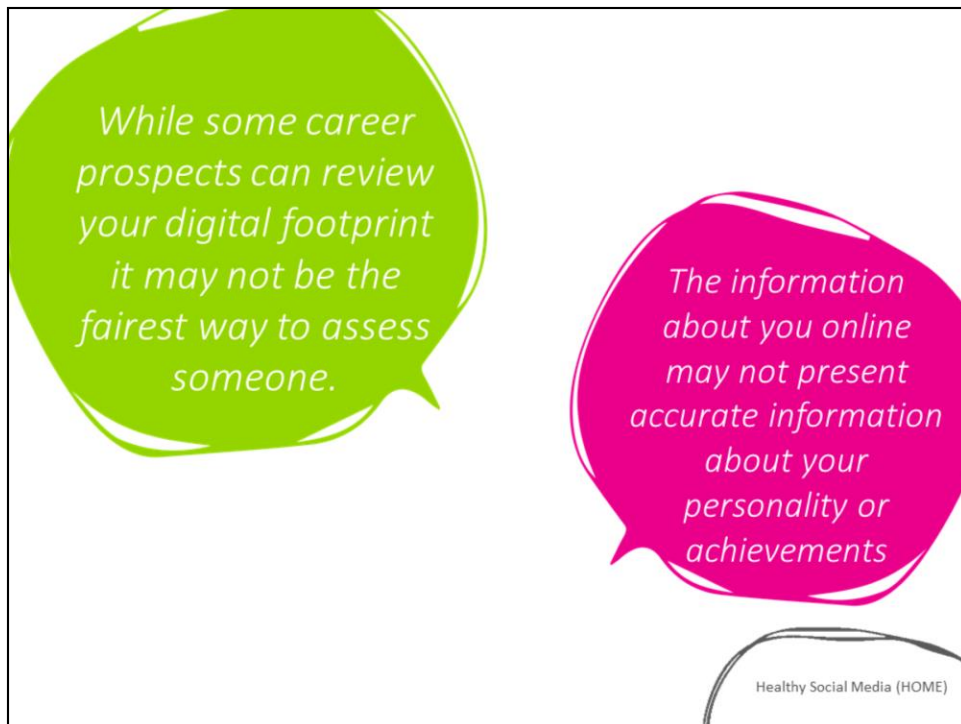 While some career
prospects can review
your digital footprint
it may not be the
fairest way to assess
someone.
The information
about you online
may not present
accurate information
about your
personality or
achievements
Healthy Social Media (HOME)